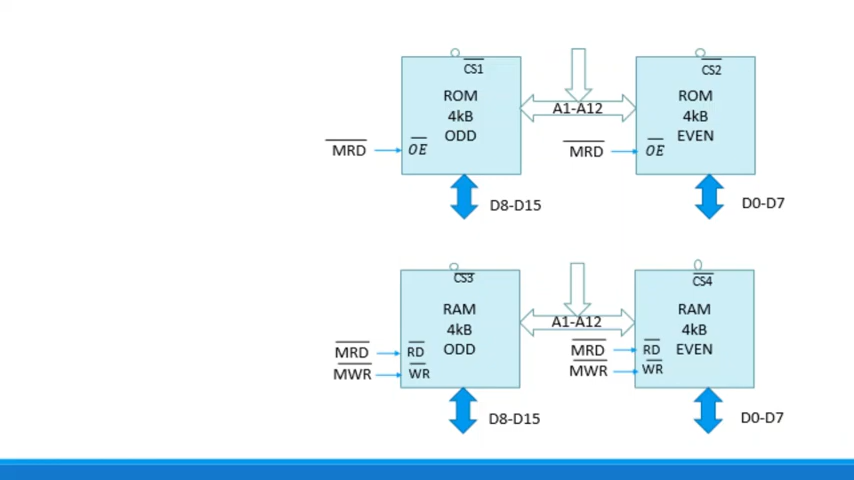 CS1
ROM
4kB
ODD
MRD
OE
D8-D15
A1-A12
CS2
ROM
4kB
EVEN
MRD
OE
D0-D7
CS3
RAM
4kB
ODD
MRD
RD
MWR
WR
D8-D15
A1-A12
CS4
RAM
4kB
EVEN
MRD
RD
MWR
WR
D0-D7